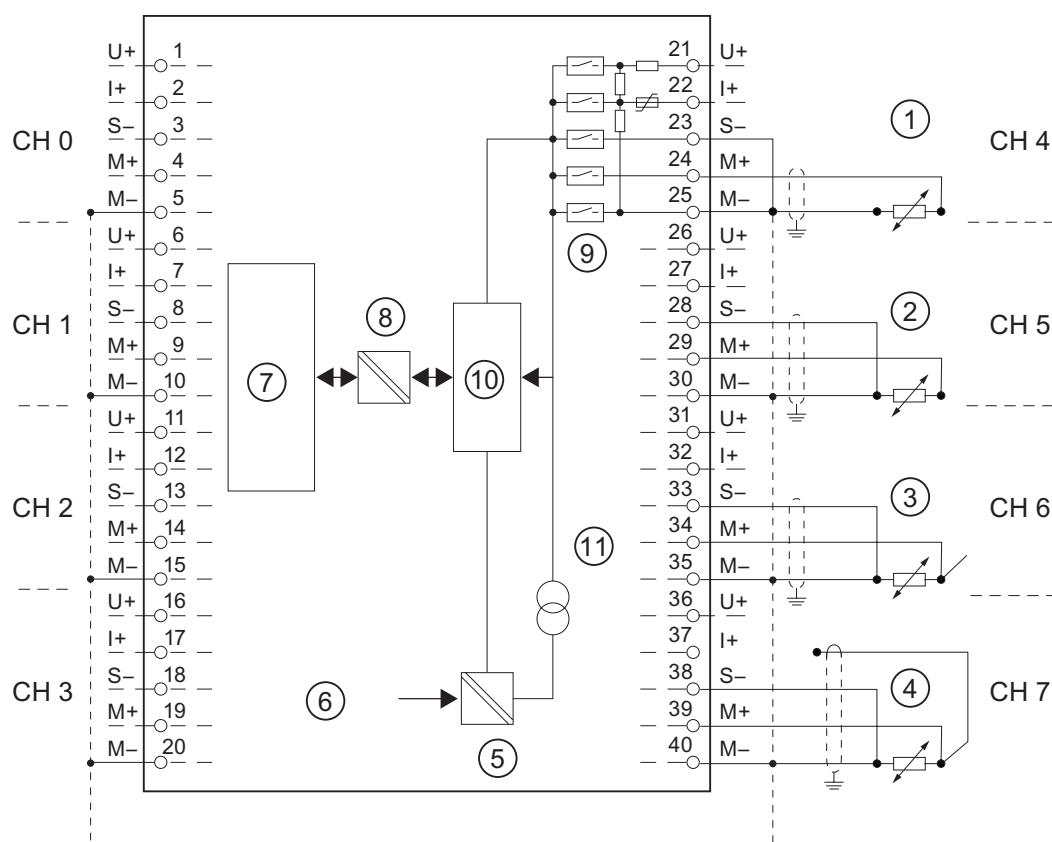 U+ 1
I+ 2
S– 3
M+ 4
M– 5
CH 0
U+ 6
I+ 7
S– 8
M+ 9
M– 10
CH 1
U+ 11
I+ 12
S– 13
M+ 14
M– 15
CH 2
U+ 16
I+ 17
S– 18
M+ 19
M– 20
CH 3
7
8
10
9
11
6
5
21 U+
22 I+
23 S–
24 M+
25 M–
1
CH 4
26 U+
27 I+
28 S–
29 M+
30 M–
2
CH 5
31 U+
32 I+
33 S–
34 M+
35 M–
3
CH 6
36 U+
37 I+
38 S–
39 M+
40 M–
4
CH 7